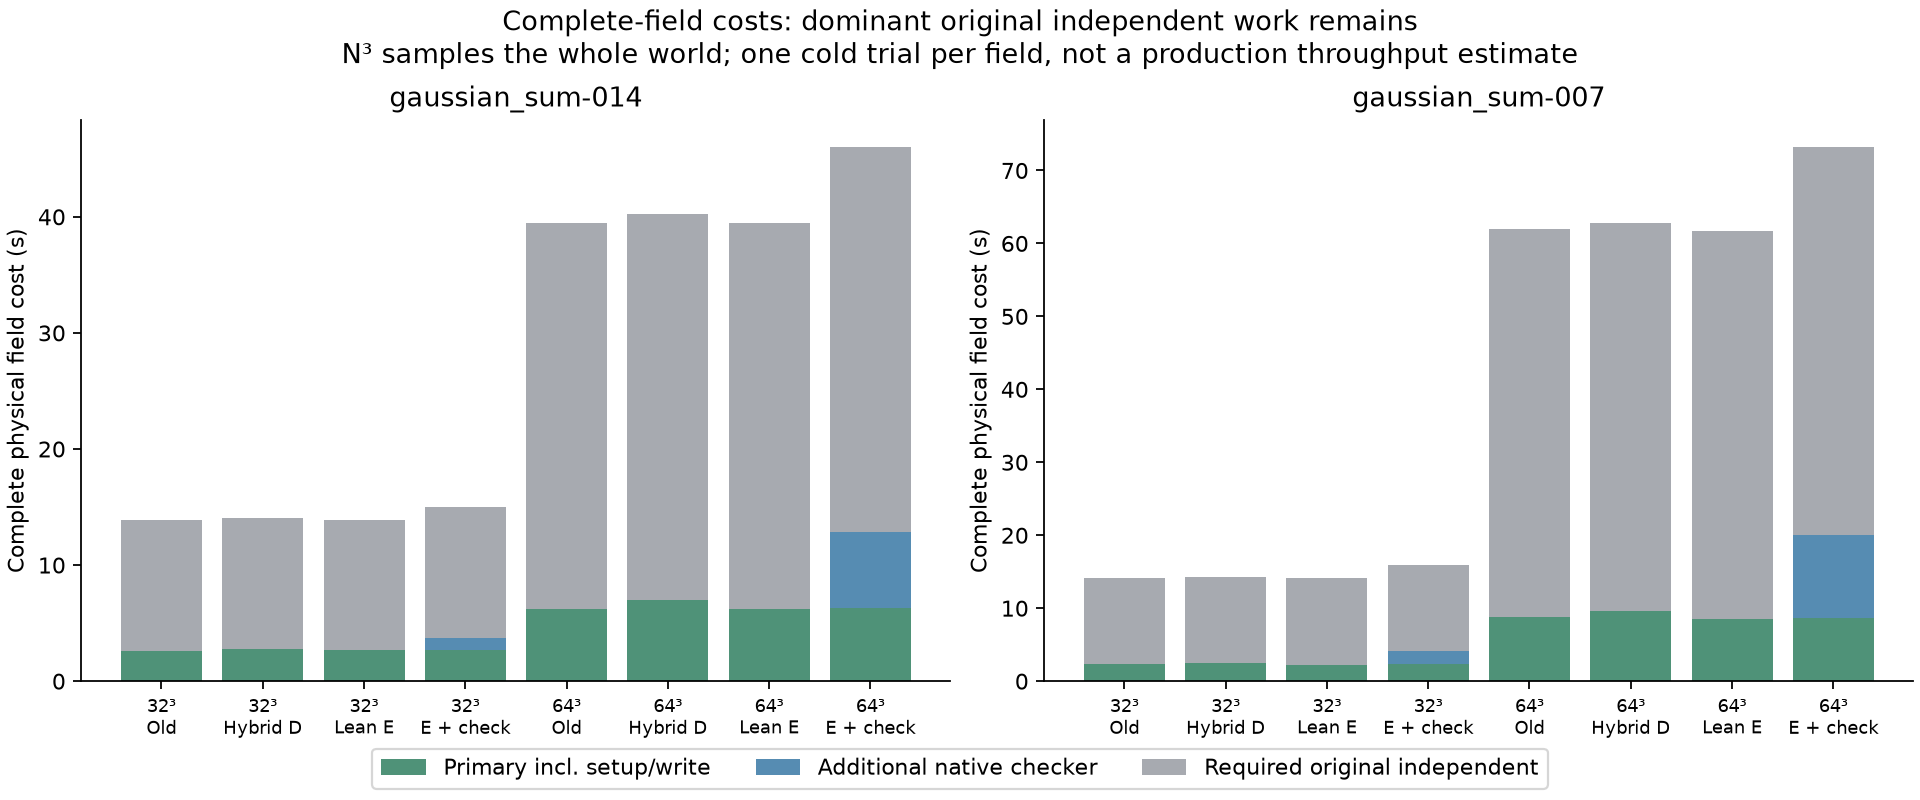 Complete-field costs: dominant original independent work remains
N³ samples the whole world; one cold trial per field, not a production throughput estimate
gaussian_sum-014
Complete physical field cost (s)
40
30
20
10
0
32³ 32³ 32³ 32³ 64³ 64³ 64³ 64³
Old Hybrid D Lean E E + check Old Hybrid D Lean E E + check
gaussian_sum-007
Complete physical field cost (s)
70
60
50
40
30
20
10
0
32³ 32³ 32³ 32³ 64³ 64³ 64³ 64³
Old Hybrid D Lean E E + check Old Hybrid D Lean E E + check
Primary incl. setup/write Additional native checker Required original independent